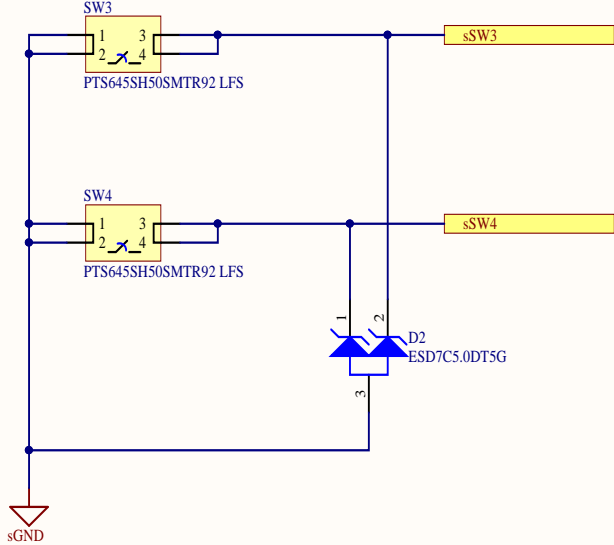 SW3
1 3
2 4
sSW3
PTS645SH50SMTR92 LFS
SW4
1 3
2 4
sSW4
PTS645SH50SMTR92 LFS
1 2
D2
ESD7C5.0DT5G
3
sGND